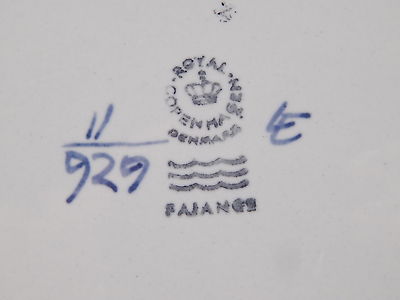 ROYAL COPENHAGEN
DENMARK
11
929
E
FAJANCE